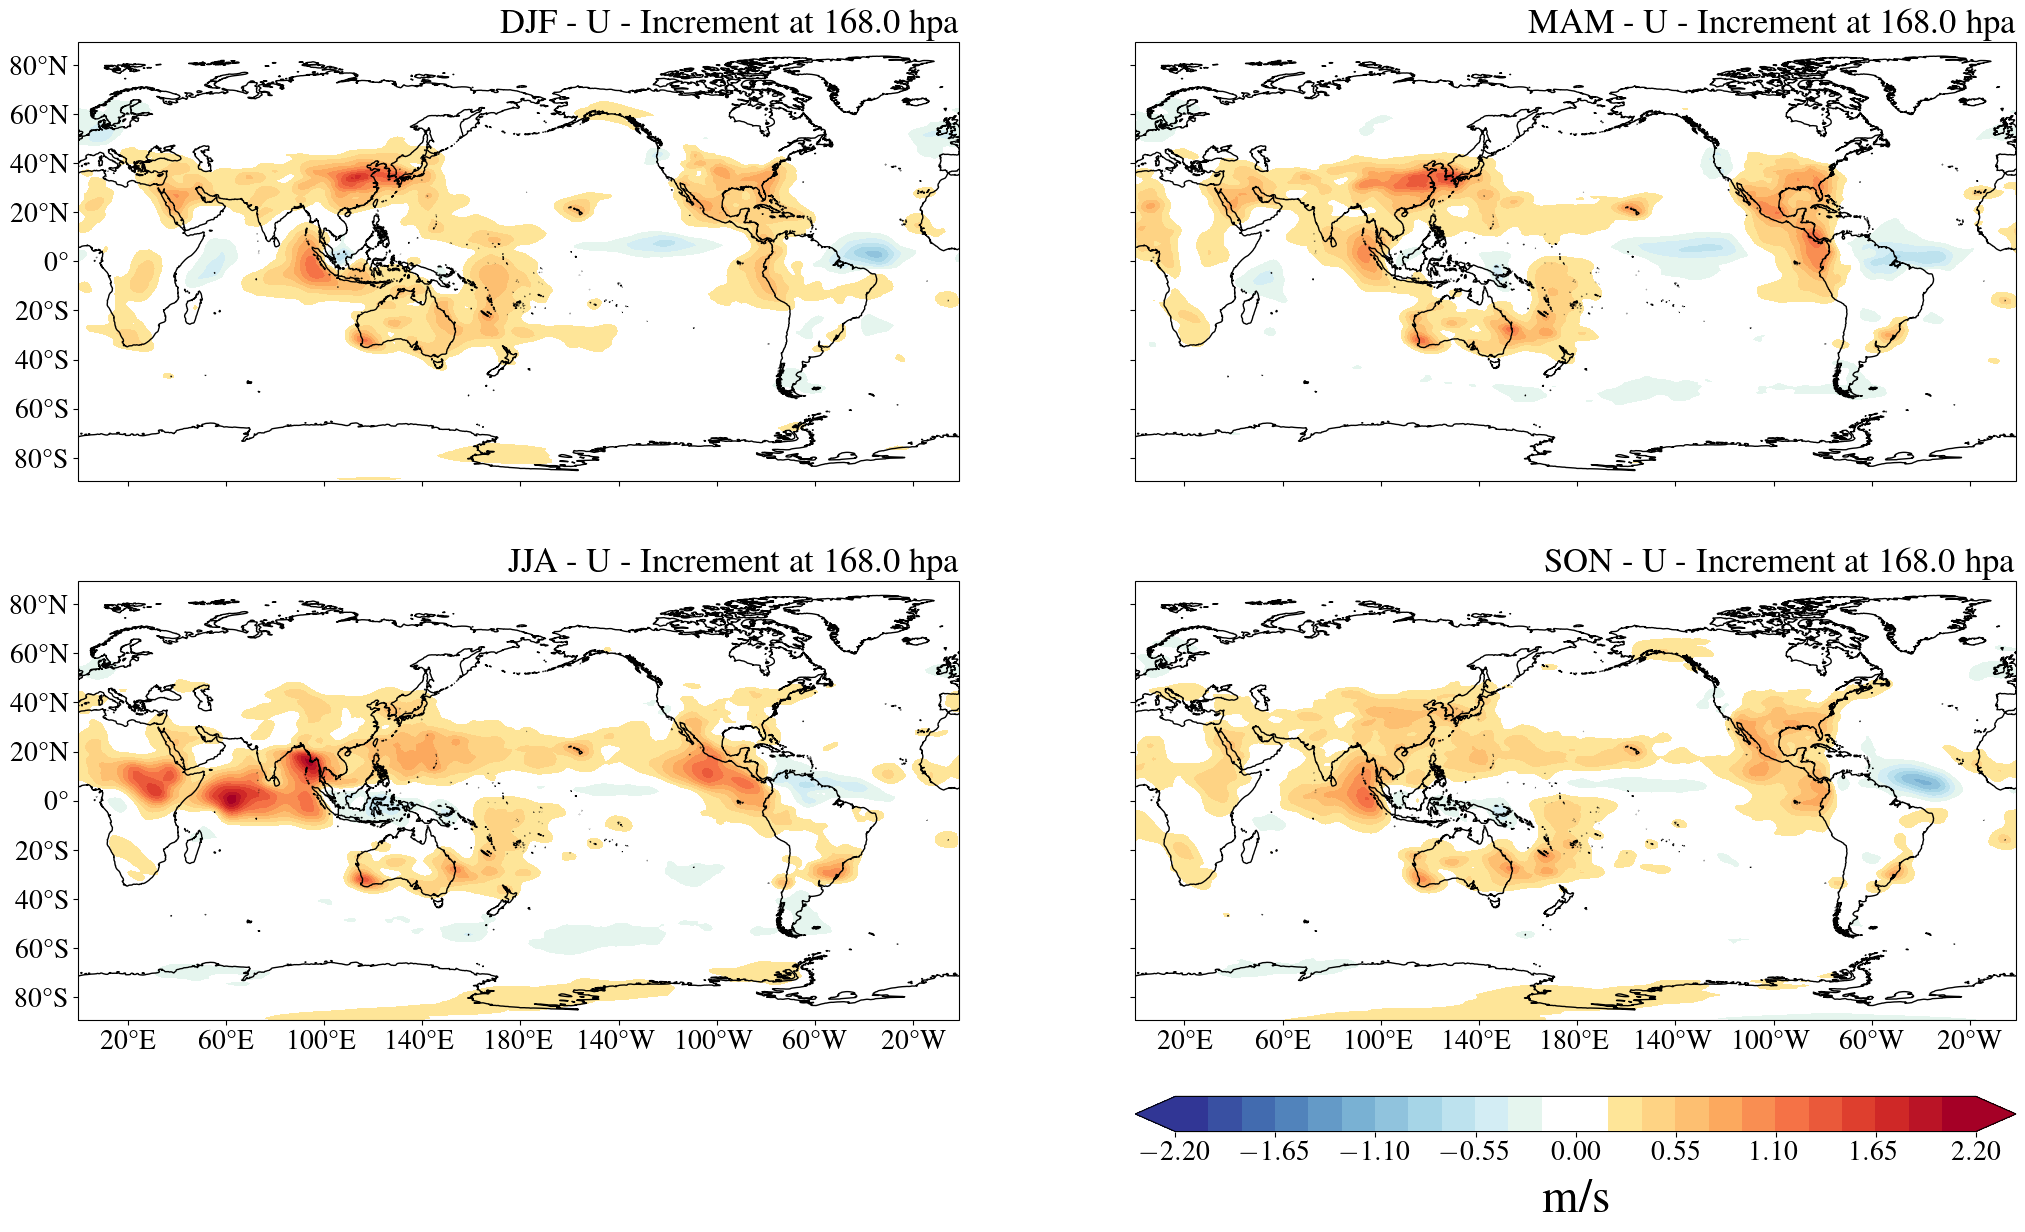 DJF - U - Increment at 168.0 hpa
MAM - U - Increment at 168.0 hpa
80°N
60°N
40°N
20°N
0°
20°S
40°S
60°S
80°S
JJA - U - Increment at 168.0 hpa
SON - U - Increment at 168.0 hpa
80°N
60°N
40°N
20°N
0°
20°S
40°S
60°S
80°S
20°E 60°E 100°E 140°E 180°E 140°W 100°W 60°W 20°W
20°E 60°E 100°E 140°E 180°E 140°W 100°W 60°W 20°W
−2.20 −1.65 −1.10 −0.55 0.00 0.55 1.10 1.65 2.20
m/s